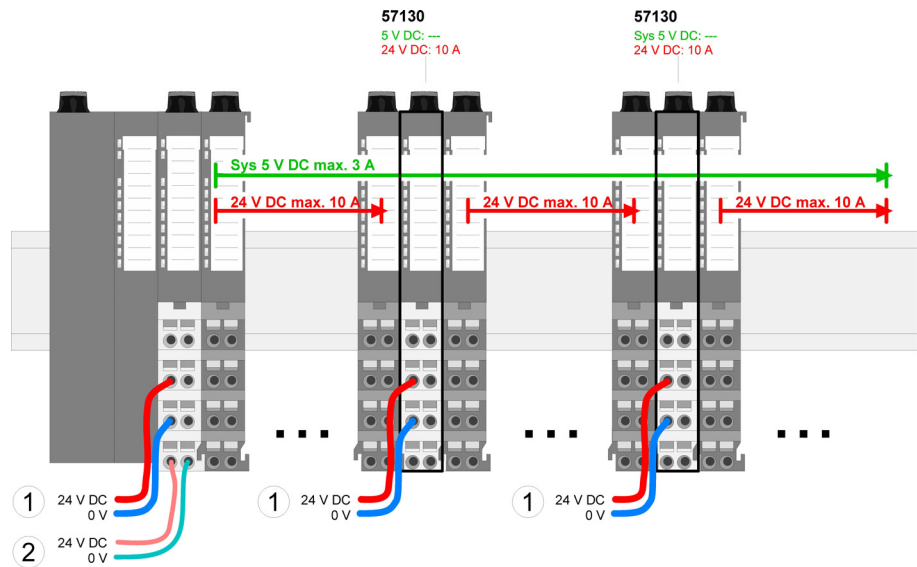 57130
5 V DC: ---
24 V DC: 10 A
57130
Sys 5 V DC: ---
24 V DC: 10 A
Sys 5 V DC max. 3 A
24 V DC max. 10 A
24 V DC max. 10 A
24 V DC max. 10 A
1
24 V DC
0 V
1
24 V DC
0 V
1
24 V DC
0 V
2
24 V DC
0 V